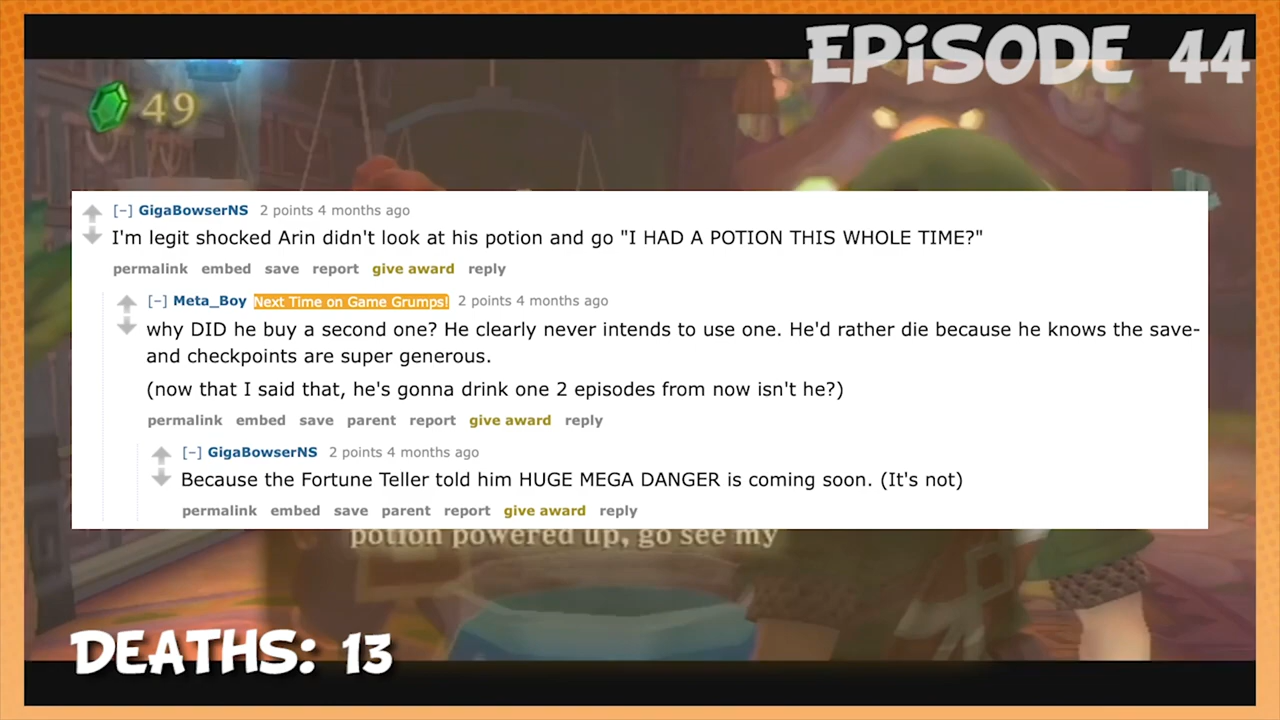 EPISODE 44
49
[–] GigaBowserNS 2 points 4 months ago
I'm legit shocked Arin didn't look at his potion and go "I HAD A POTION THIS WHOLE TIME?"
permalink embed save report give award reply
[–] Meta_Boy Next Time on Game Grumps! 2 points 4 months ago
why DID he buy a second one? He clearly never intends to use one. He'd rather die because he knows the save-
and checkpoints are super generous.
(now that I said that, he's gonna drink one 2 episodes from now isn't he?)
permalink embed save parent report give award reply
[–] GigaBowserNS 2 points 4 months ago
Because the Fortune Teller told him HUGE MEGA DANGER is coming soon. (It's not)
permalink embed save parent report give award reply
potion powered up, go see my
DEATHS: 13